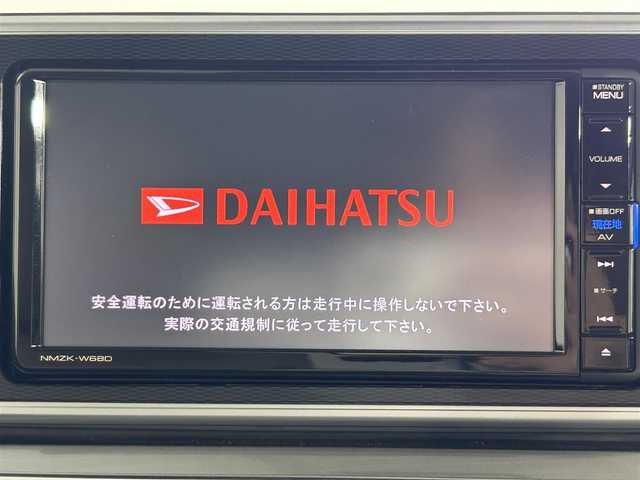 DAIHATSU
安全運転のために運転される方は走行中に操作しないで下さい。
実際の交通規制に従って走行して下さい。
NMZK-W68D
■STANDBY
MENU
VOLUME
■画面OFF
現在地
AV
■サーチ